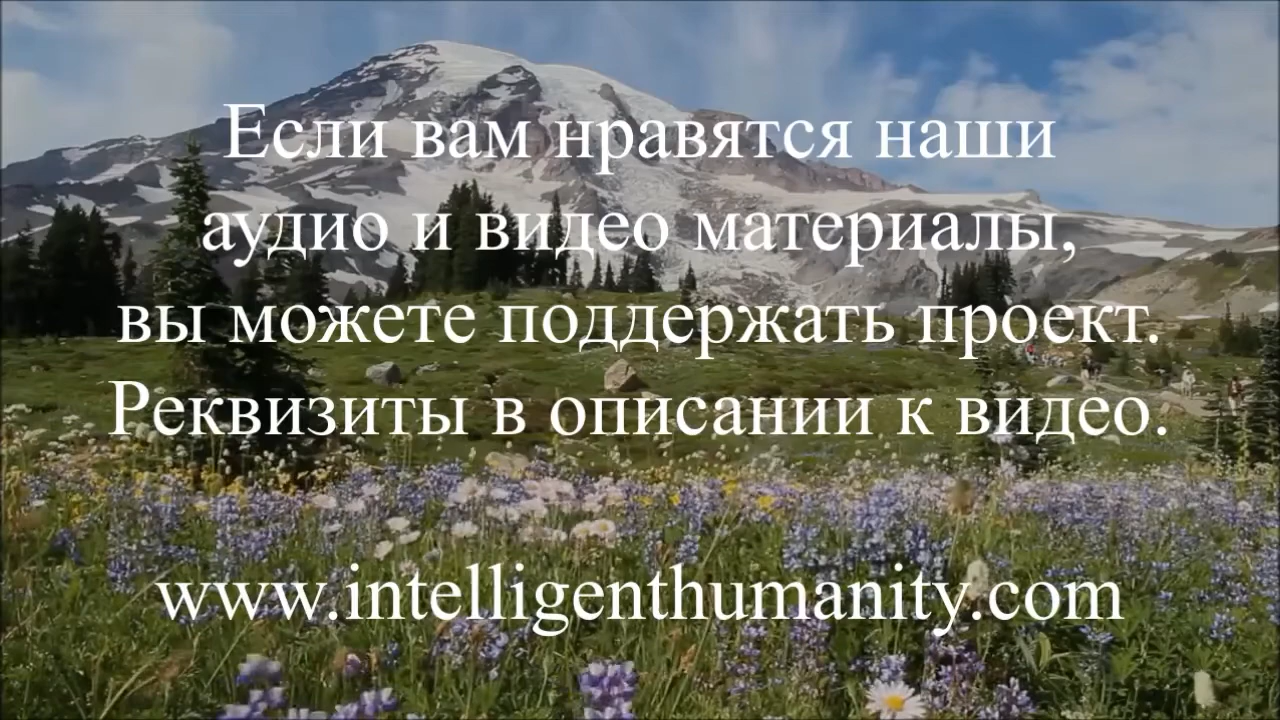 Если вам нравятся наши
аудио и видео материалы,
вы можете поддержать проект.
Реквизиты в описании к видео.
www.intelligenthumanity.com